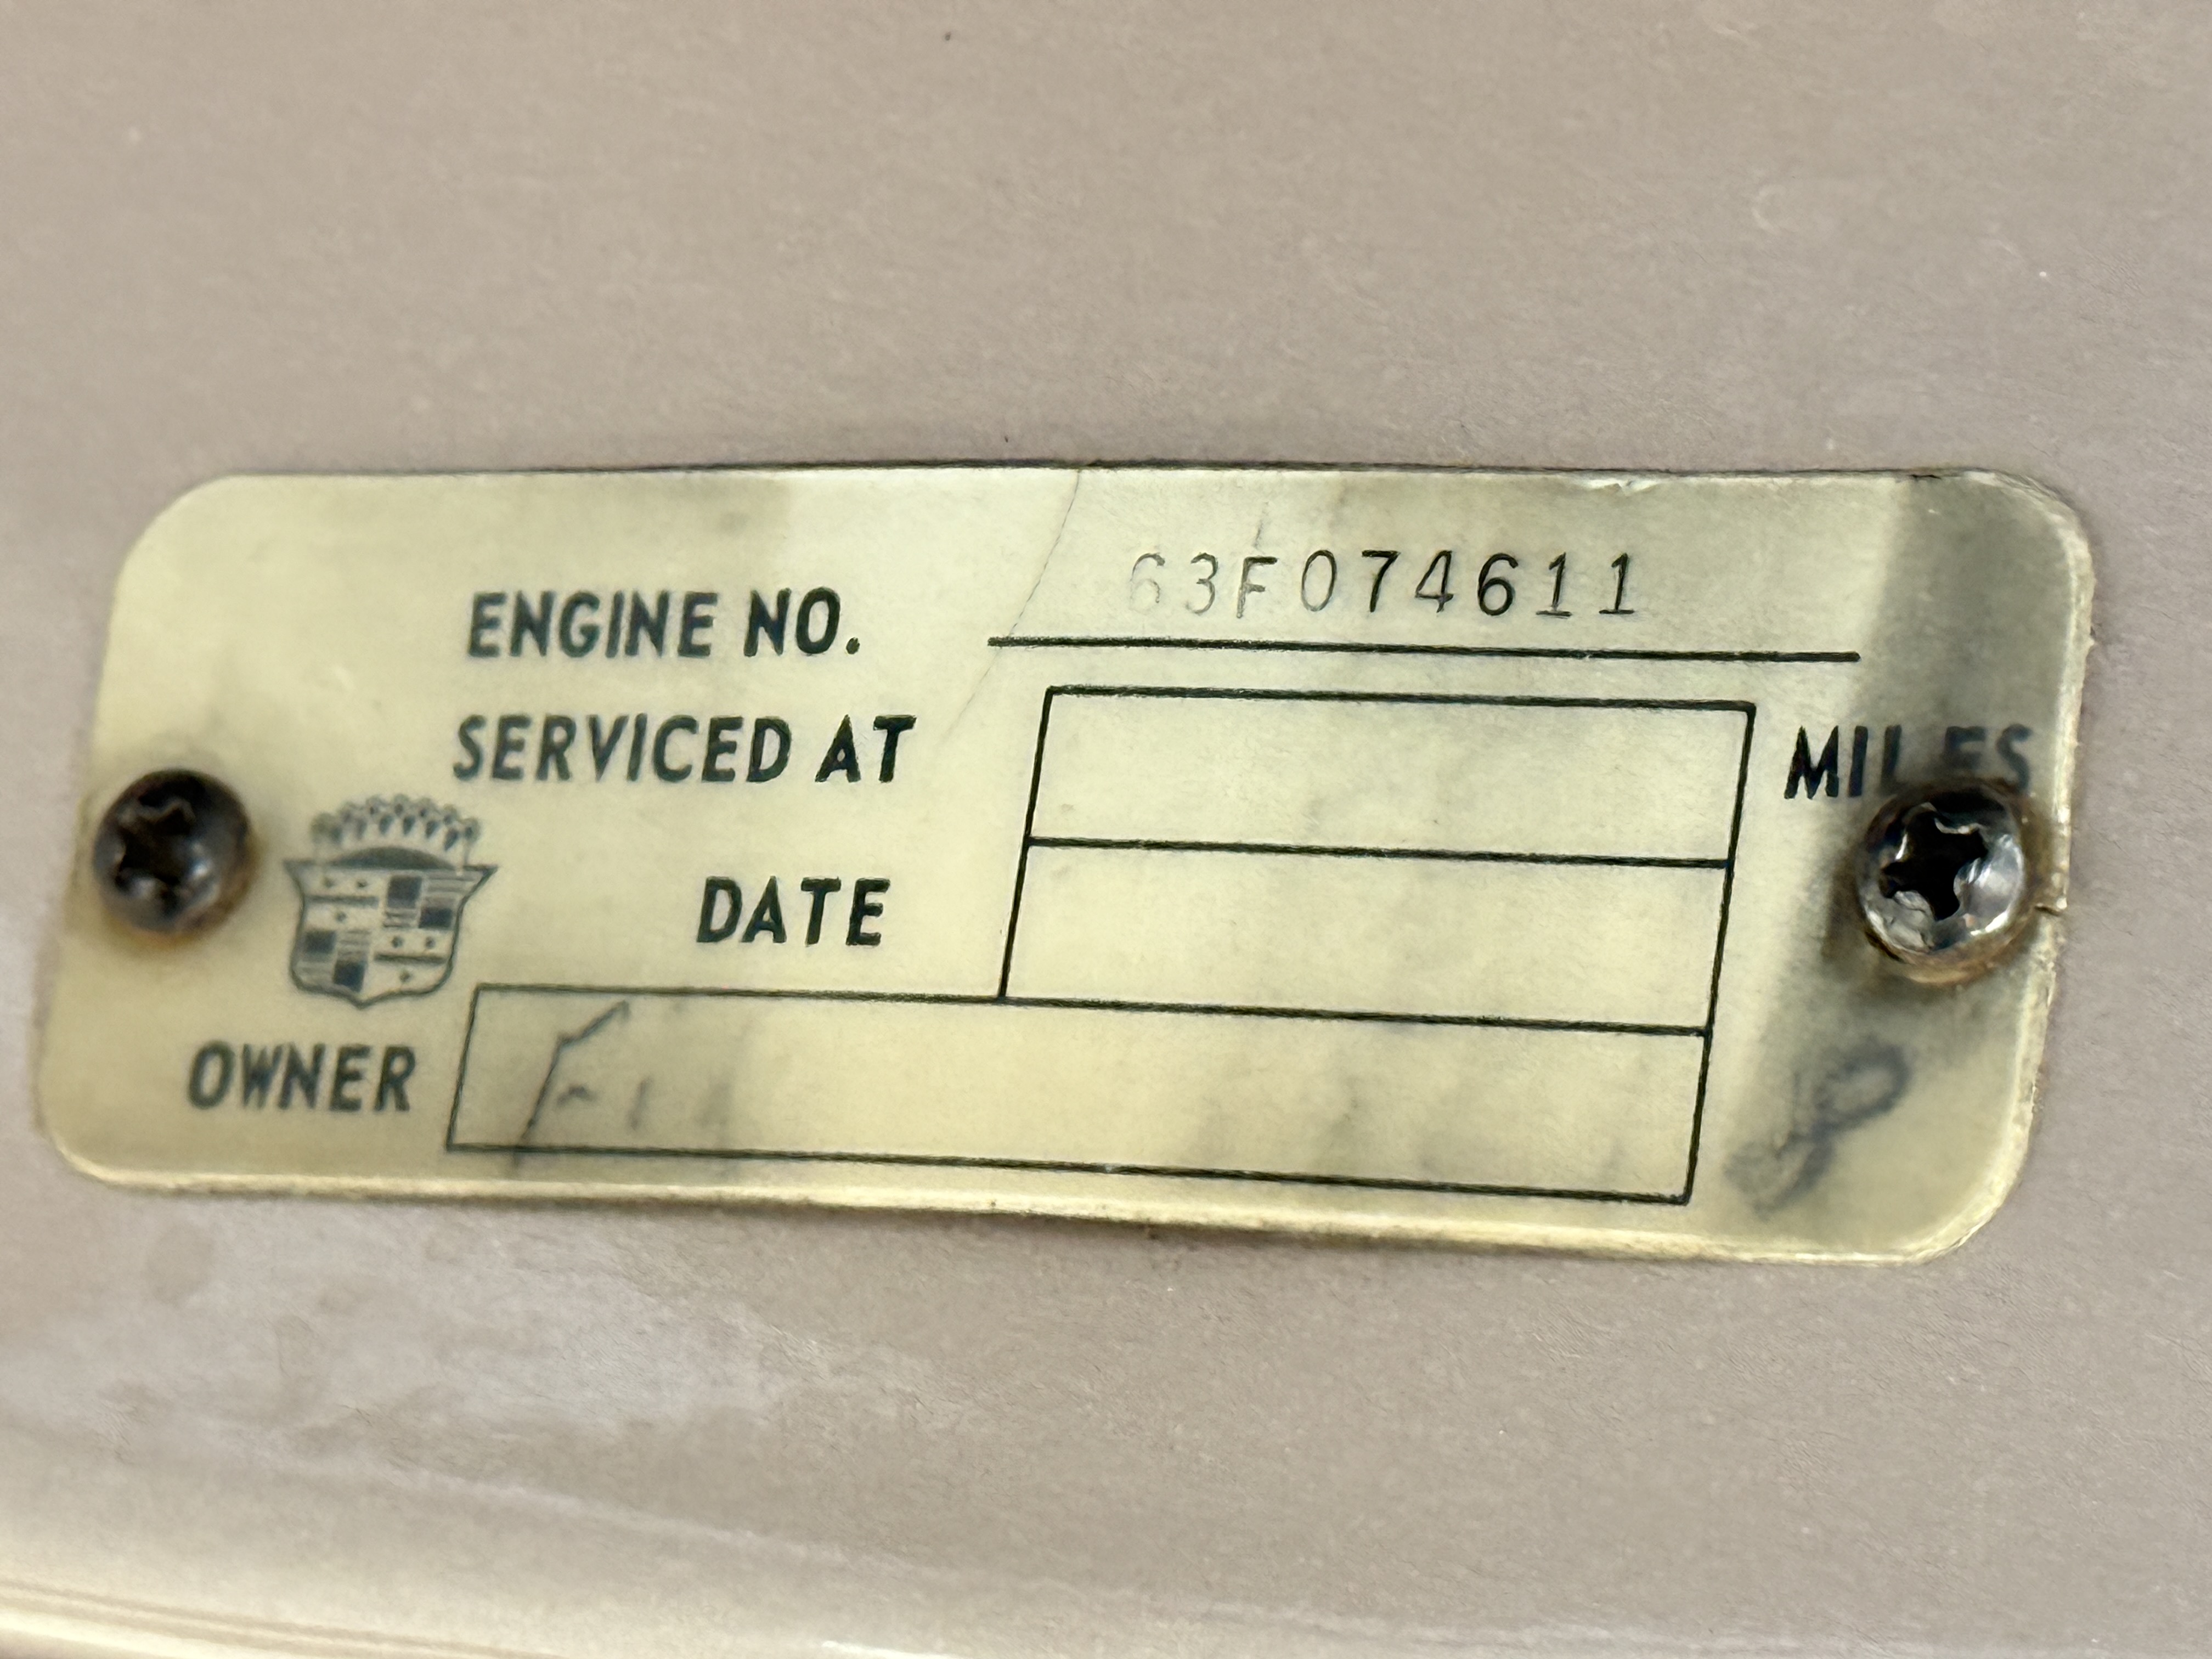 ENGINE NO. 63F074611
SERVICED AT MILES
DATE
OWNER